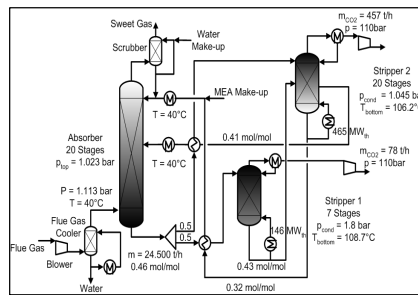 Sweet Gas
Scrubber
Water
Make-up
m_CO2 = 457 t/h
p = 110bar
Stripper 2
20 Stages
p_cond = 1.045 ba
T_bottom = 106.2°
MEA Make-up
T = 40°C
Absorber
20 Stages
p_top = 1.023 bar
0.41 mol/mol
T = 40°C
465 MW_th
m_CO2 = 78 t/h
p = 110bar
P = 1.113 bar
T = 40°C
Flue Gas
Cooler
Stripper 1
7 Stages
p_cond = 1.8 bar
T_bottom = 108.7°C
0.5
0.5
146 MW_th
Flue Gas
Blower
m = 24.500 t/h
0.46 mol/mol
0.43 mol/mol
Water
0.32 mol/mol